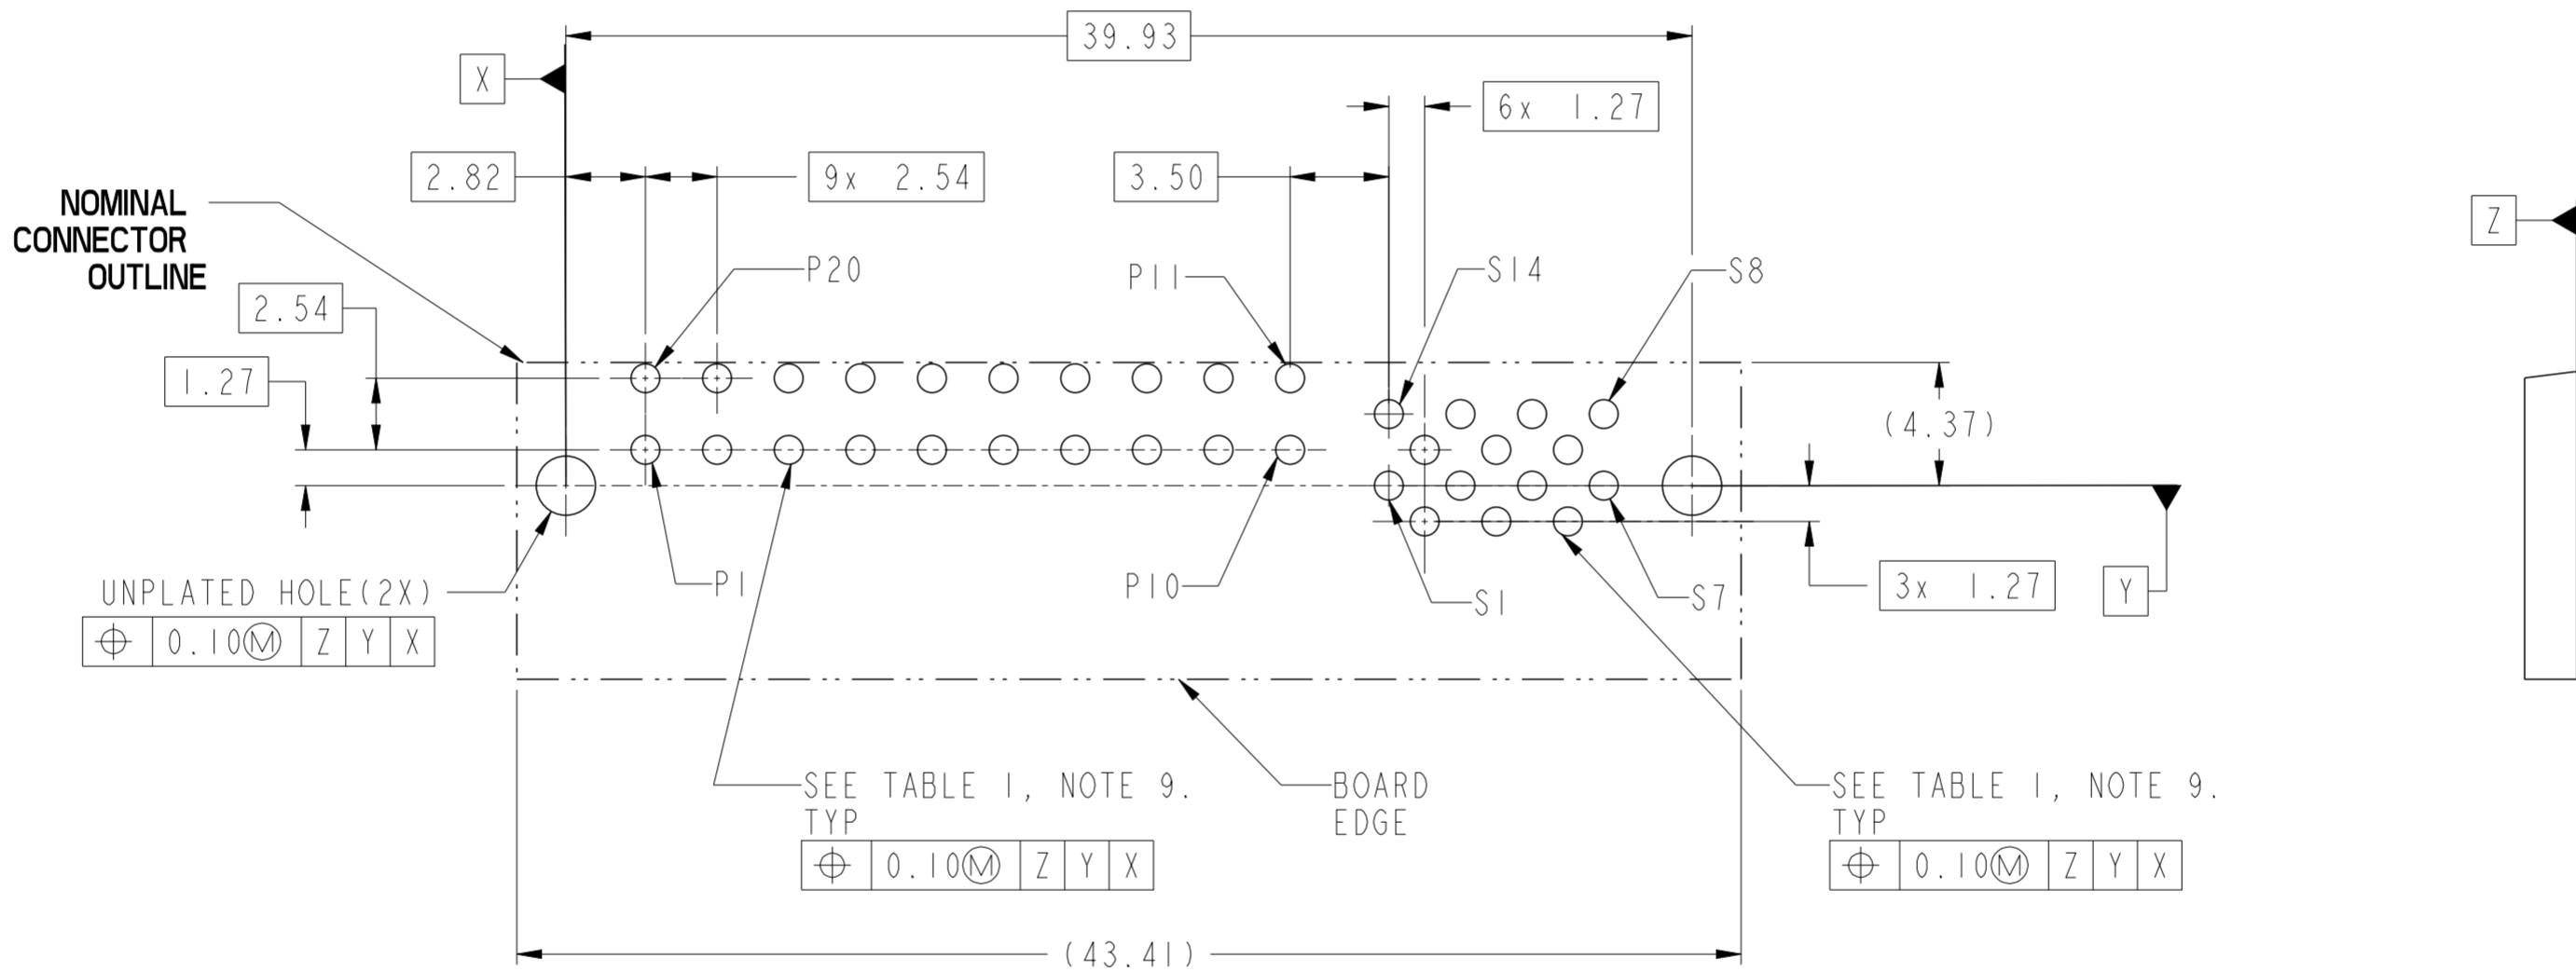 39.93
X
6x 1.27
2.82
9x 2.54
3.50
NOMINAL
CONNECTOR
OUTLINE
Z
P20
P11
S14
S8
2.54
1.27
(4.37)
UNPLATED HOLE(2X)
⌖ 0.10Ⓜ Z Y X
P1
P10
S1
S7
3x 1.27
Y
SEE TABLE 1, NOTE 9.
TYP
⌖ 0.10Ⓜ Z Y X
BOARD
EDGE
SEE TABLE 1, NOTE 9.
TYP
⌖ 0.10Ⓜ Z Y X
(43.41)